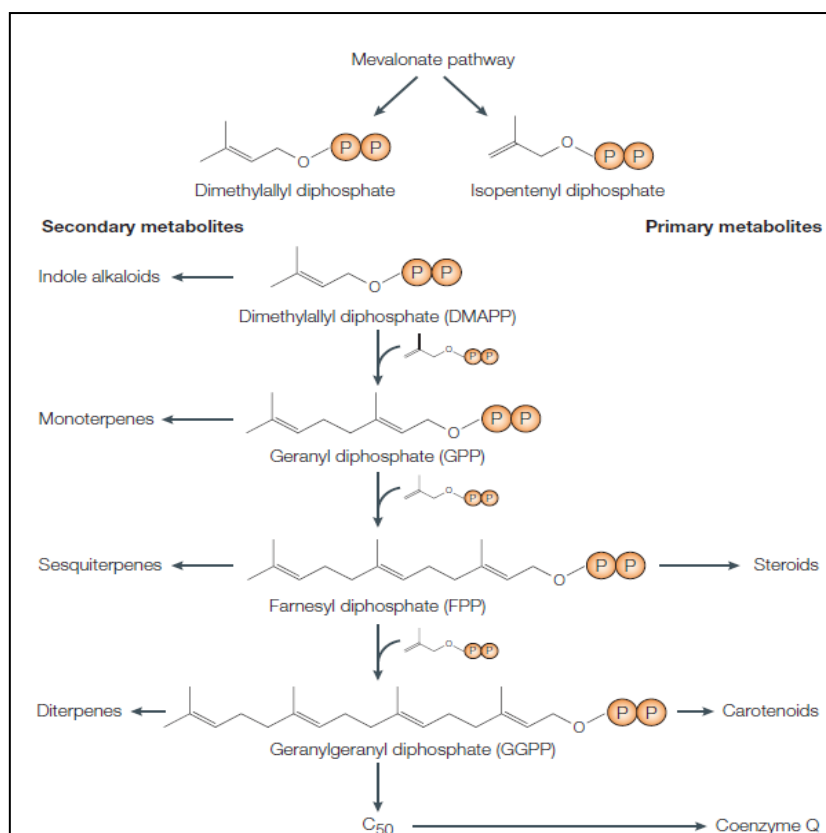 Mevalonate pathway
O P P
O P P
Dimethylallyl diphosphate Isopentenyl diphosphate
Secondary metabolites Primary metabolites
Indole alkaloids O P P
Dimethylallyl diphosphate (DMAPP)
O P P
Monoterpenes O P P
Geranyl diphosphate (GPP)
O P P
Sesquiterpenes O P P Steroids
Farnesyl diphosphate (FPP)
O P P
Diterpenes O P P Carotenoids
Geranylgeranyl diphosphate (GGPP)
C50 Coenzyme Q